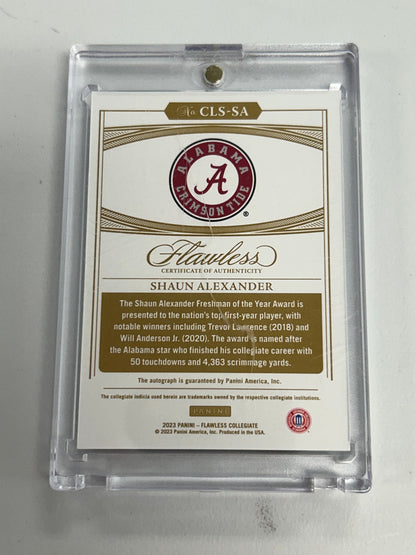 No CLS-SA
ALABAMA
A
CRIMSON TIDE
®
Flawless
CERTIFICATE OF AUTHENTICITY
SHAUN ALEXANDER
The Shaun Alexander Freshman of the Year Award is
presented to the nation's top first-year player, with
notable winners including Trevor Lawrence (2018) and
Will Anderson Jr. (2020). The award is named after
the Alabama star who finished his collegiate career with
50 touchdowns and 4,363 scrimmage yards.
The autograph is guaranteed by Panini America, Inc.
The collegiate indicia used herein are trademarks owned by the respective collegiate institutions.
PANINI
2023 PANINI - FLAWLESS COLLEGIATE
© 2023 Panini America, Inc. Produced in the USA.